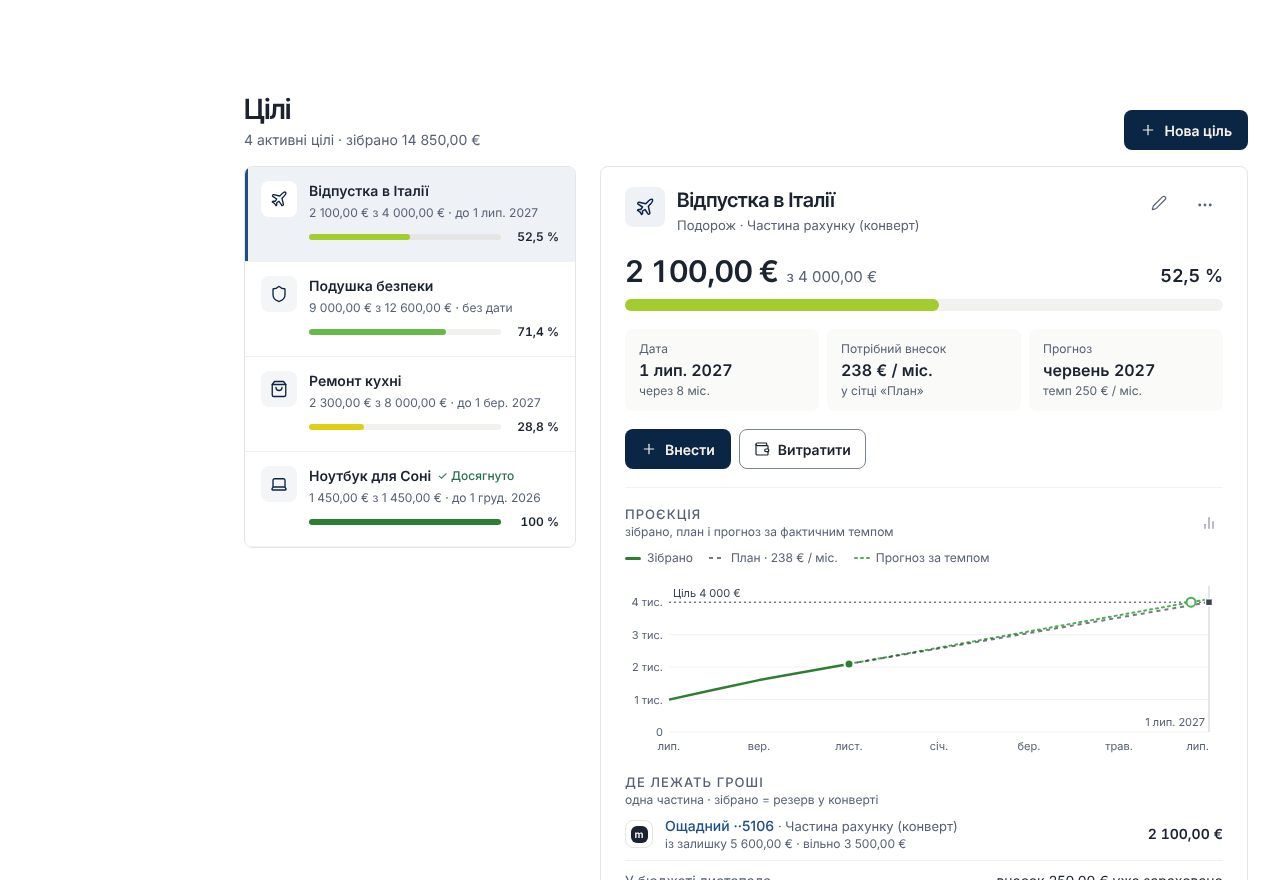 Цілі
4 активні цілі · зібрано 14 850,00 €
Нова ціль
Відпустка в Італії
2 100,00 € з 4 000,00 € · до 1 лип. 2027
52,5 %
Подушка безпеки
9 000,00 € з 12 600,00 € · без дати
71,4 %
Ремонт кухні
2 300,00 € з 8 000,00 € · до 1 бер. 2027
28,8 %
Ноутбук для Соні ✓ Досягнуто
1 450,00 € з 1 450,00 € · до 1 груд. 2026
100 %
Відпустка в Італії
Подорож · Частина рахунку (конверт)
2 100,00 € з 4 000,00 €
52,5 %
Дата
1 лип. 2027
через 8 міс.
Потрібний внесок
238 € / міс.
у сітці «План»
Прогноз
червень 2027
темп 250 € / міс.
Внести
Витратити
ПРОЄКЦІЯ
зібрано, план і прогноз за фактичним темпом
Зібрано План · 238 € / міс. Прогноз за темпом
Ціль 4 000 €
4 тис.
3 тис.
2 тис.
1 тис.
0
1 лип. 2027
лип. вер. лист. січ. бер. трав. лип.
ДЕ ЛЕЖАТЬ ГРОШІ
одна частина · зібрано = резерв у конверті
m
Ощадний ··5106 · Частина рахунку (конверт)
із залишку 5 600,00 € · вільно 3 500,00 €
2 100,00 €